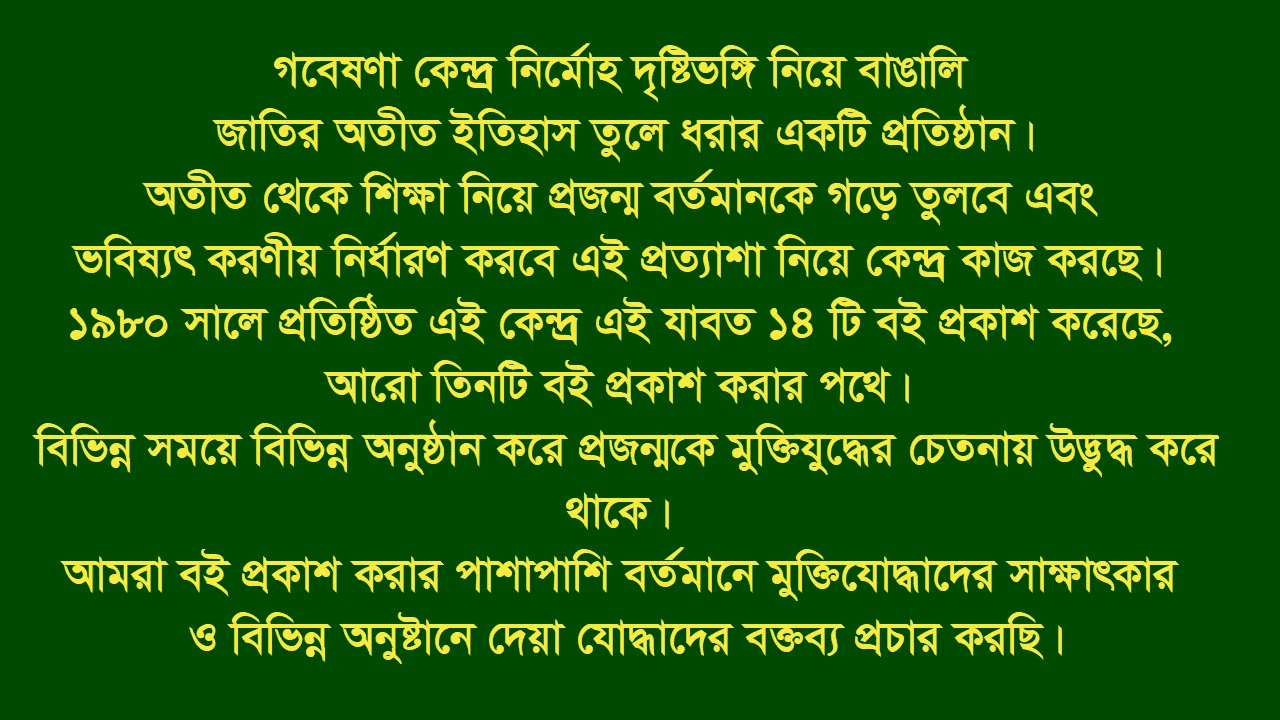 গবেষণা কেন্দ্র নির্মোহ দৃষ্টিভঙ্গি নিয়ে বাঙালি
জাতির অতীত ইতিহাস তুলে ধরার একটি প্রতিষ্ঠান।
অতীত থেকে শিক্ষা নিয়ে প্রজন্ম বর্তমানকে গড়ে তুলবে এবং
ভবিষ্যৎ করণীয় নির্ধারণ করবে এই প্রত্যাশা নিয়ে কেন্দ্র কাজ করছে।
১৯৮০ সালে প্রতিষ্ঠিত এই কেন্দ্র এই যাবত ১৪ টি বই প্রকাশ করেছে,
আরো তিনটি বই প্রকাশ করার পথে।
বিভিন্ন সময়ে বিভিন্ন অনুষ্ঠান করে প্রজন্মকে মুক্তিযুদ্ধের চেতনায় উদ্ভুদ্ধ করে
থাকে।
আমরা বই প্রকাশ করার পাশাপাশি বর্তমানে মুক্তিযোদ্ধাদের সাক্ষাৎকার
ও বিভিন্ন অনুষ্টানে দেয়া যোদ্ধাদের বক্তব্য প্রচার করছি।